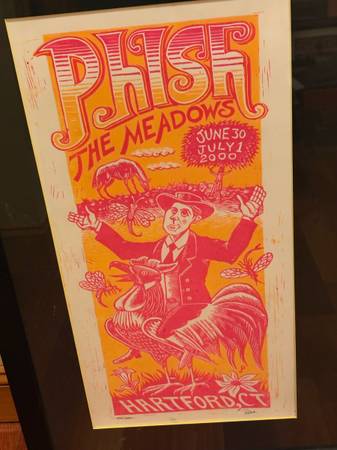 PHISH
THE MEADOWS
JUNE 30
JULY 1
2000
HARTFORD, CT